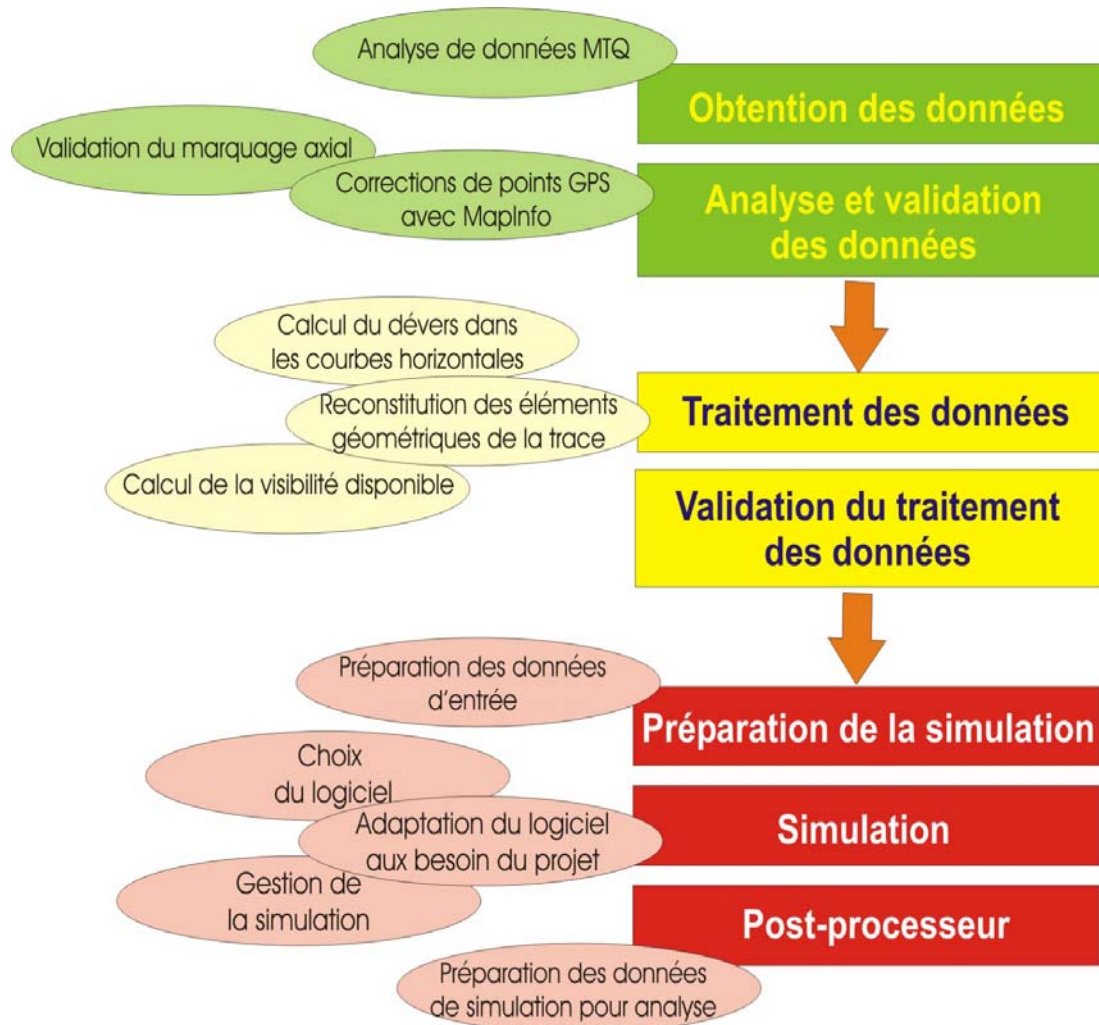 Analyse de données MTQ
Obtention des données
Validation du marquage axial
Corrections de points GPS
avec MapInfo
Analyse et validation
des données
Calcul du dévers dans
les courbes horizontales
Reconstitution des éléments
géométriques de la trace
Traitement des données
Calcul de la visibilité disponible
Validation du traitement
des données
Préparation des données
d'entrée
Préparation de la simulation
Choix
du logiciel
Adaptation du logiciel
aux besoin du projet
Simulation
Gestion de
la simulation
Post-processeur
Préparation des données
de simulation pour analyse